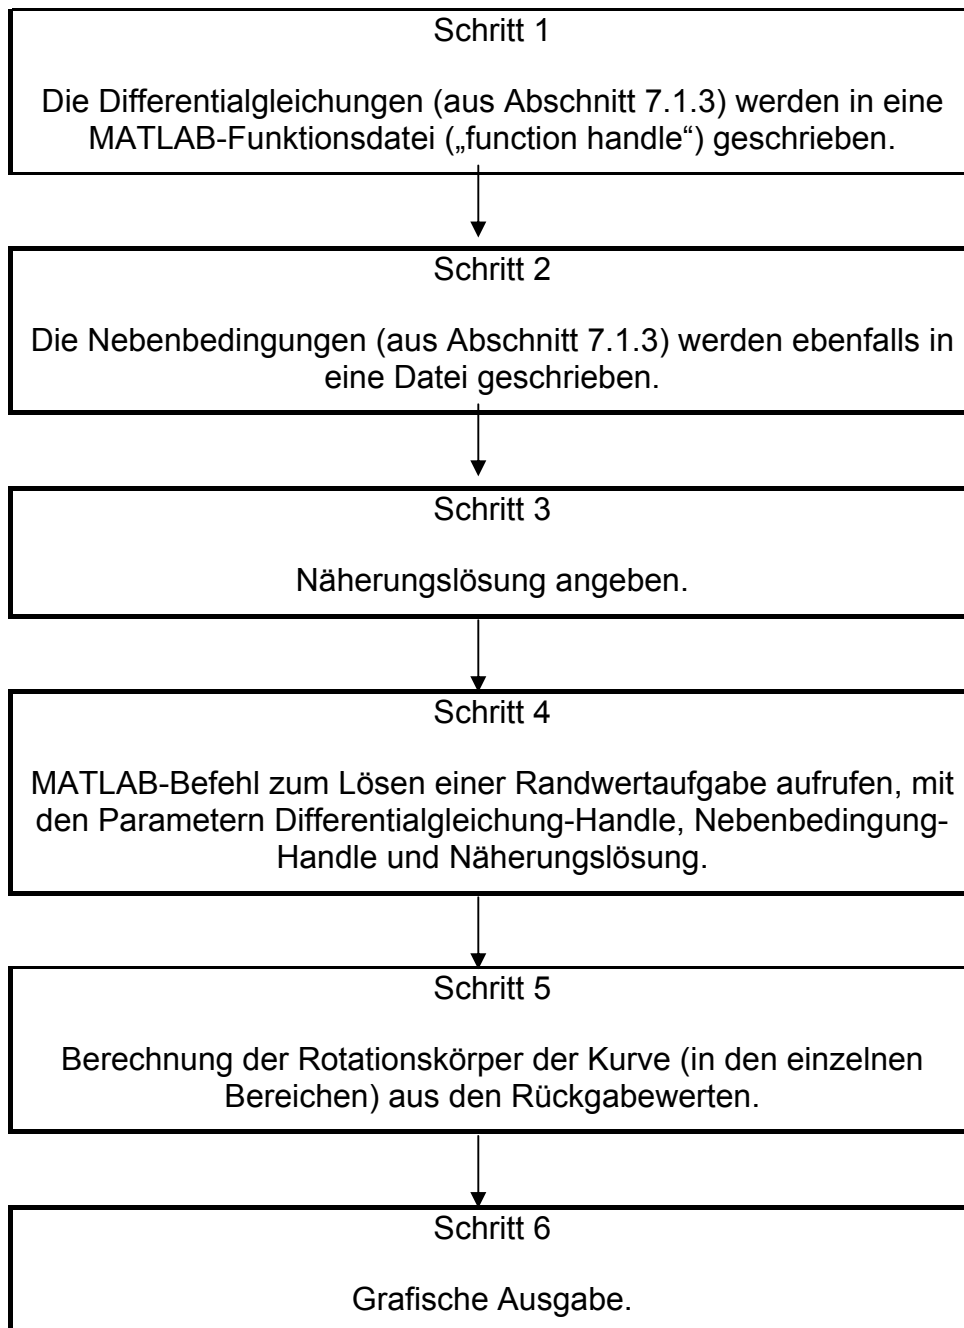 Schritt 1
Die Differentialgleichungen (aus Abschnitt 7.1.3) werden in eine
MATLAB-Funktionsdatei („function handle“) geschrieben.
Schritt 2
Die Nebenbedingungen (aus Abschnitt 7.1.3) werden ebenfalls in
eine Datei geschrieben.
Schritt 3
Näherungslösung angeben.
Schritt 4
MATLAB-Befehl zum Lösen einer Randwertaufgabe aufrufen, mit
den Parametern Differentialgleichung-Handle, Nebenbedingung-
Handle und Näherungslösung.
Schritt 5
Berechnung der Rotationskörper der Kurve (in den einzelnen
Bereichen) aus den Rückgabewerten.
Schritt 6
Grafische Ausgabe.